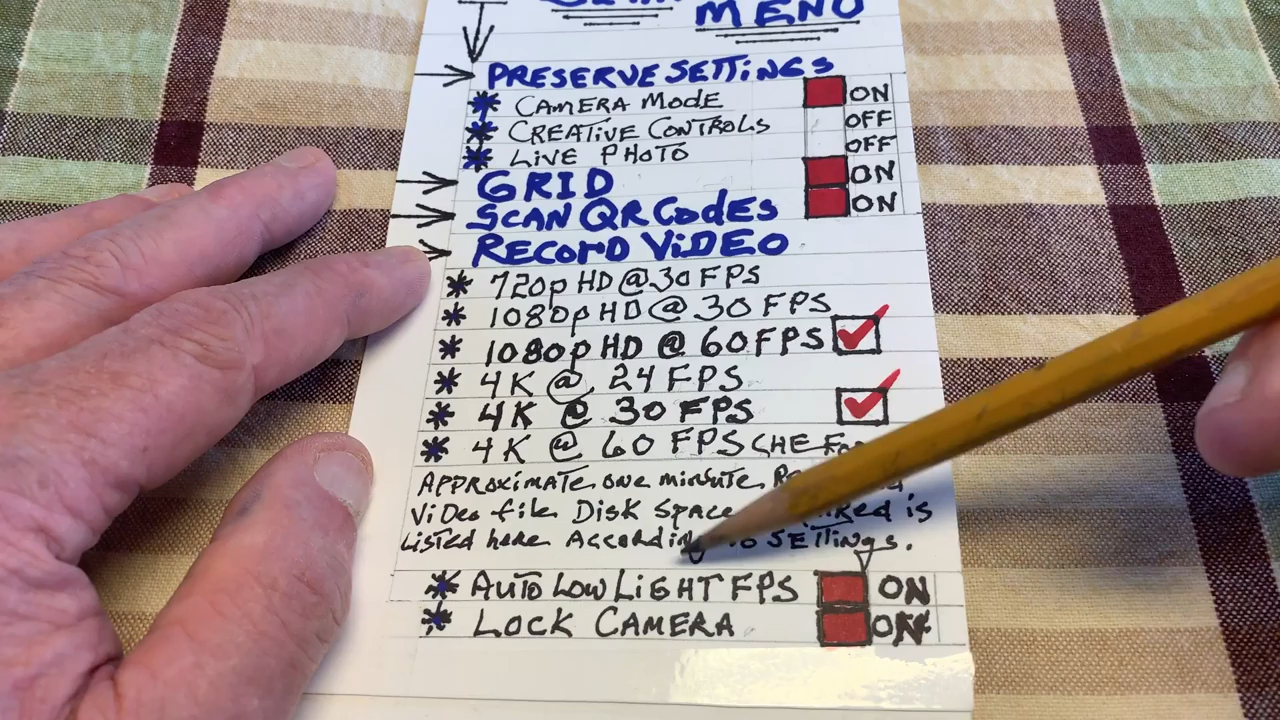 MENU
PRESERVE SETTINGS
* CAMERA MODE ON
* CREATIVE CONTROLS OFF
* LIVE PHOTO OFF
GRID ON
SCAN QR CODES ON
RECORD VIDEO
* 720p HD @ 30 FPS
* 1080p HD @ 30 FPS
* 1080p HD @ 60 FPS
* 4K @ 24 FPS
* 4K @ 30 FPS
* 4K @ 60 FPS
APPROXIMATE one minute
Video file Disk Space is
Listed here According to SETTINGS.
* AUTO LOW LIGHT FPS ON
* LOCK CAMERA